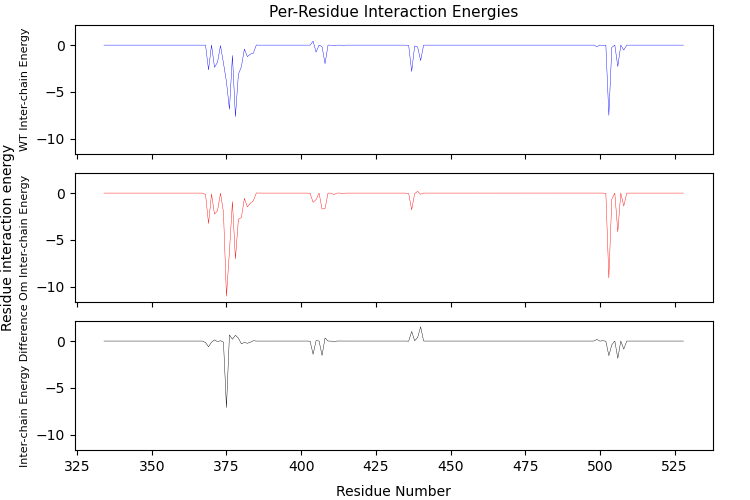 Per-Residue Interaction Energies
Residue interaction energy
WT Inter-chain Energy
0
−5
−10
Om Inter-chain Energy
0
−5
−10
Inter-chain Energy Difference
0
−5
−10
325 350 375 400 425 450 475 500 525
Residue Number